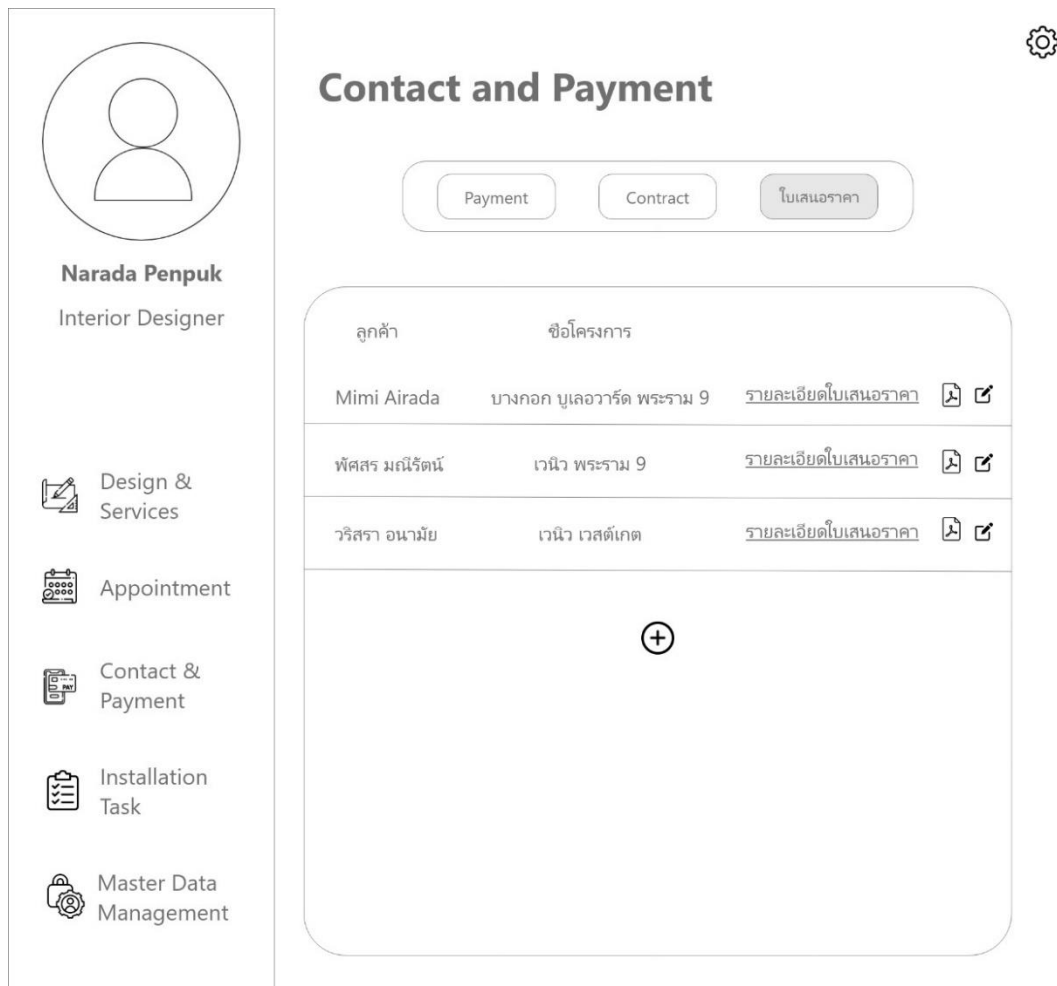 Narada Penpuk
Interior Designer
Design &
Services
Appointment
PAY
Contact &
Payment
Installation
Task
Master Data
Management
Contact and Payment
Payment
Contract
ใบเสนอราคา
ลูกค้า ชื่อโครงการ
Mimi Airada บางกอก บูเลอวาร์ด พระราม 9 รายละเอียดใบเสนอราคา
พัศสร มณีรัตน์ เวนิว พระราม 9 รายละเอียดใบเสนอราคา
วริสรา อนามัย เวนิว เวสต์เกต รายละเอียดใบเสนอราคา